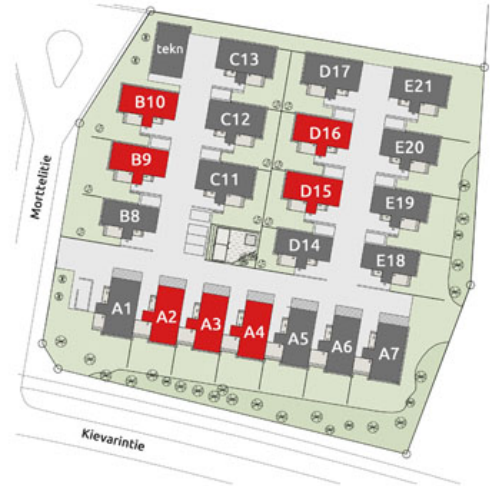 tekn
C13
D17
E21
B10
C12
D16
E20
B9
C11
D15
E19
B8
D14
E18
A1
A2
A3
A4
A5
A6
A7
Morttelitie
Kievarintie